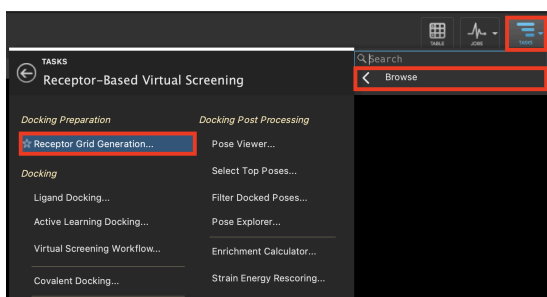 TABLE
JOBS
TASKS
Search
Browse
TASKS
Receptor-Based Virtual Screening
Docking Preparation
Receptor Grid Generation...
Docking
Ligand Docking...
Active Learning Docking...
Virtual Screening Workflow...
Covalent Docking...
Docking Post Processing
Pose Viewer...
Select Top Poses...
Filter Docked Poses...
Pose Explorer...
Enrichment Calculator...
Strain Energy Rescoring...